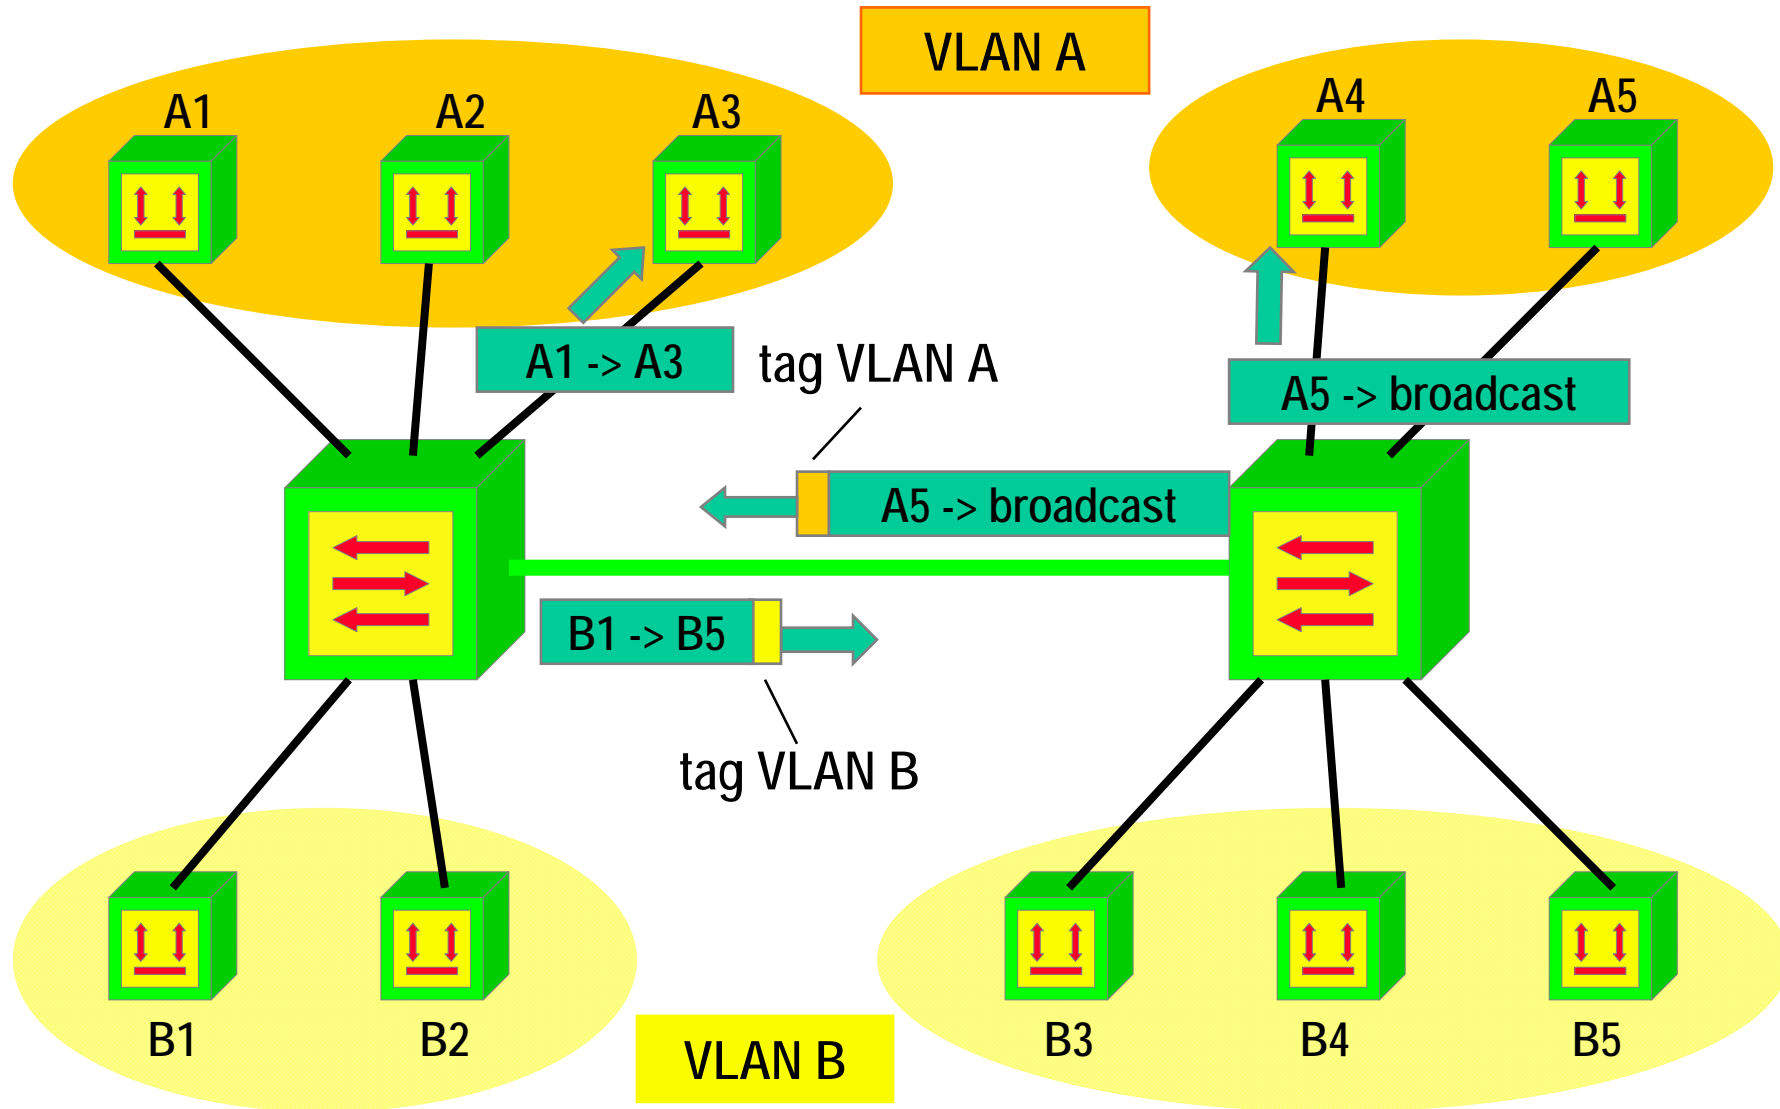 VLAN A
A1
A2
A3
A4
A5
A1 -> A3
tag VLAN A
A5 -> broadcast
A5 -> broadcast
B1 -> B5
tag VLAN B
B1
B2
B3
B4
B5
VLAN B